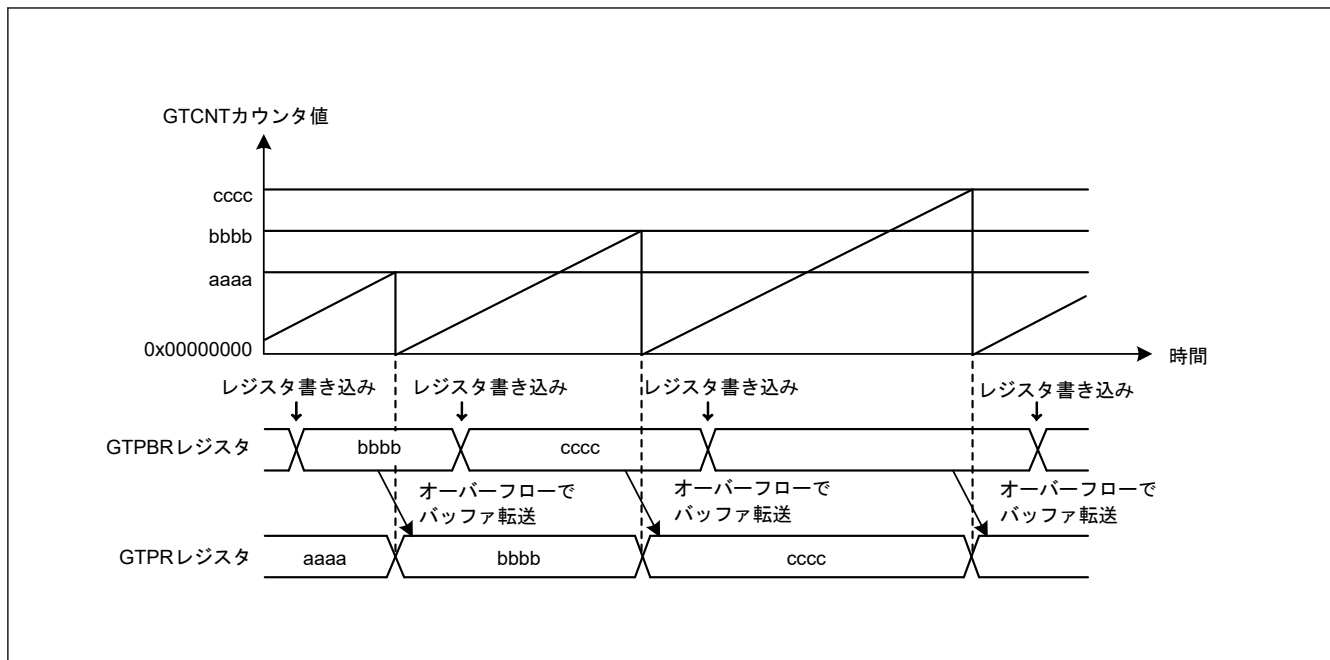 GTCNTカウンタ値
cccc
bbbb
aaaa
0x00000000
時間
レジスタ書き込み
レジスタ書き込み
レジスタ書き込み
レジスタ書き込み
GTPBRレジスタ
bbbb
cccc
オーバーフローで
バッファ転送
オーバーフローで
バッファ転送
オーバーフローで
バッファ転送
GTPRレジスタ
aaaa
bbbb
cccc